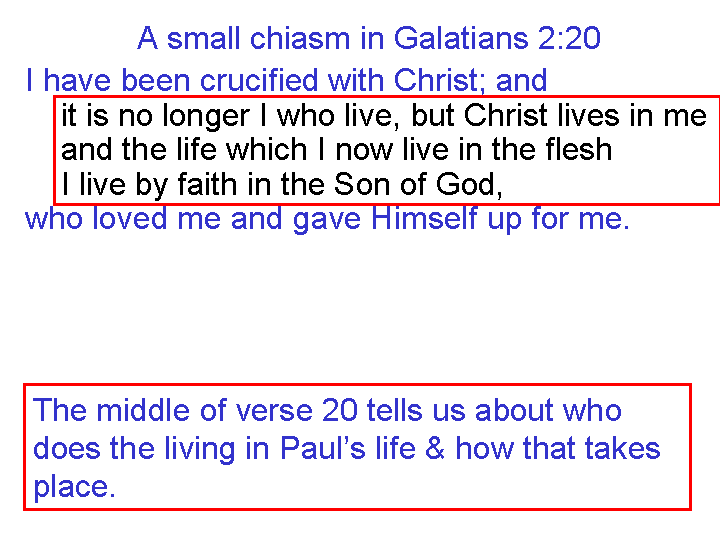 A small chiasm in Galatians 2:20
I have been crucified with Christ; and
it is no longer I who live, but Christ lives in me
and the life which I now live in the flesh
I live by faith in the Son of God,
who loved me and gave Himself up for me.
The middle of verse 20 tells us about who
does the living in Paul’s life & how that takes
place.